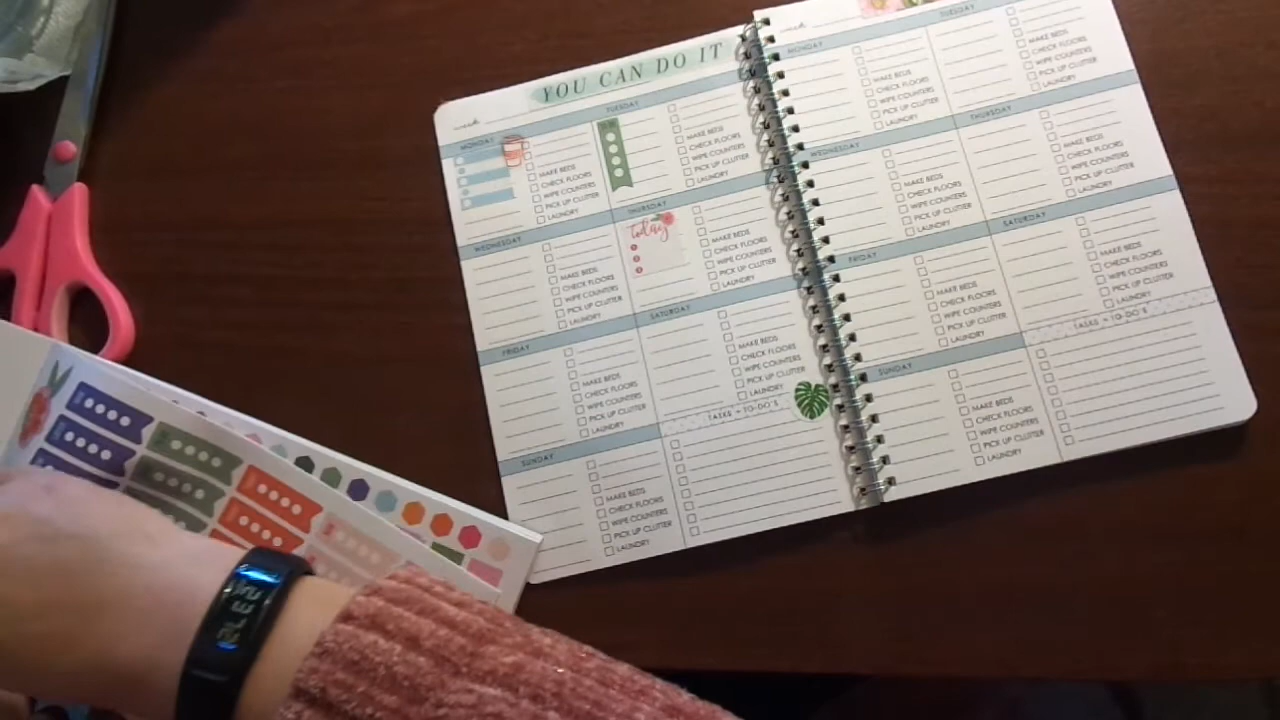 YOU CAN DO IT
week
MONDAY
TUESDAY
MAKE BEDS
CHECK FLOORS
WIPE COUNTERS
PICK UP CLUTTER
LAUNDRY
MAKE BEDS
CHECK FLOORS
WIPE COUNTERS
PICK UP CLUTTER
LAUNDRY
WEDNESDAY
THURSDAY
today
MAKE BEDS
CHECK FLOORS
WIPE COUNTERS
PICK UP CLUTTER
LAUNDRY
MAKE BEDS
CHECK FLOORS
WIPE COUNTERS
PICK UP CLUTTER
LAUNDRY
FRIDAY
SATURDAY
MAKE BEDS
CHECK FLOORS
WIPE COUNTERS
PICK UP CLUTTER
LAUNDRY
MAKE BEDS
CHECK FLOORS
WIPE COUNTERS
PICK UP CLUTTER
LAUNDRY
SUNDAY
TASKS + TO-DO'S
MAKE BEDS
CHECK FLOORS
WIPE COUNTERS
PICK UP CLUTTER
LAUNDRY
week
MONDAY
TUESDAY
MAKE BEDS
CHECK FLOORS
WIPE COUNTERS
PICK UP CLUTTER
LAUNDRY
MAKE BEDS
CHECK FLOORS
WIPE COUNTERS
PICK UP CLUTTER
LAUNDRY
WEDNESDAY
THURSDAY
MAKE BEDS
CHECK FLOORS
WIPE COUNTERS
PICK UP CLUTTER
LAUNDRY
MAKE BEDS
CHECK FLOORS
WIPE COUNTERS
PICK UP CLUTTER
LAUNDRY
FRIDAY
SATURDAY
MAKE BEDS
CHECK FLOORS
WIPE COUNTERS
PICK UP CLUTTER
LAUNDRY
MAKE BEDS
CHECK FLOORS
WIPE COUNTERS
PICK UP CLUTTER
LAUNDRY
SUNDAY
TASKS + TO-DO'S
MAKE BEDS
CHECK FLOORS
WIPE COUNTERS
PICK UP CLUTTER
LAUNDRY